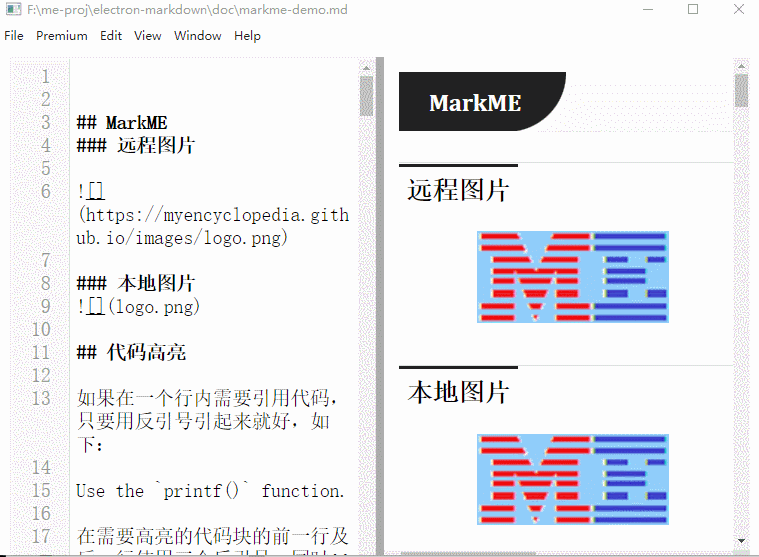 F:\me-proj\electron-markdown\doc\markme-demo.md
File Premium Edit View Window Help
1
2
3 ## MarkME
4 ### 远程图片
5
6 ![]
(https://myencyclopedia.gith
ub.io/images/logo.png)
7
8 ### 本地图片
9 ![](logo.png)
10
11 ## 代码高亮
12
13 如果在一个行内需要引用代码，
只要用反引号引起来就好，如
下：
14
15 Use the `printf()` function.
16
17 在需要高亮的代码块的前一行及
MarkME
远程图片
ME
本地图片
ME